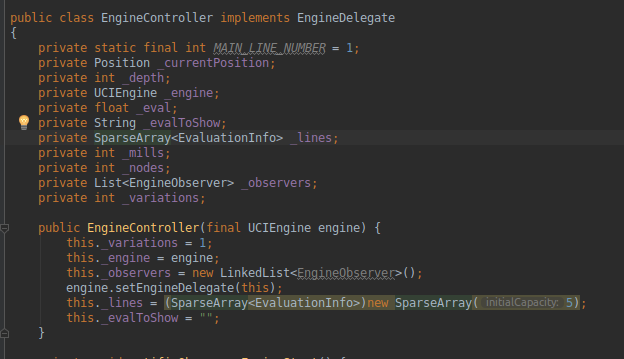 public class EngineController implements EngineDelegate
{
private static final int MAIN_LINE_NUMBER = 1;
private Position _currentPosition;
private int _depth;
private UCIEngine _engine;
private float _eval;
private String _evalToShow;
private SparseArray<EvaluationInfo> _lines;
private int _mills;
private int _nodes;
private List<EngineObserver> _observers;
private int _variations;
public EngineController(final UCIEngine engine) {
this._variations = 1;
this._engine = engine;
this._observers = new LinkedList<EngineObserver>();
engine.setEngineDelegate(this);
this._lines = (SparseArray<EvaluationInfo>)new SparseArray( initialCapacity: 5);
this._evalToShow = "";
}